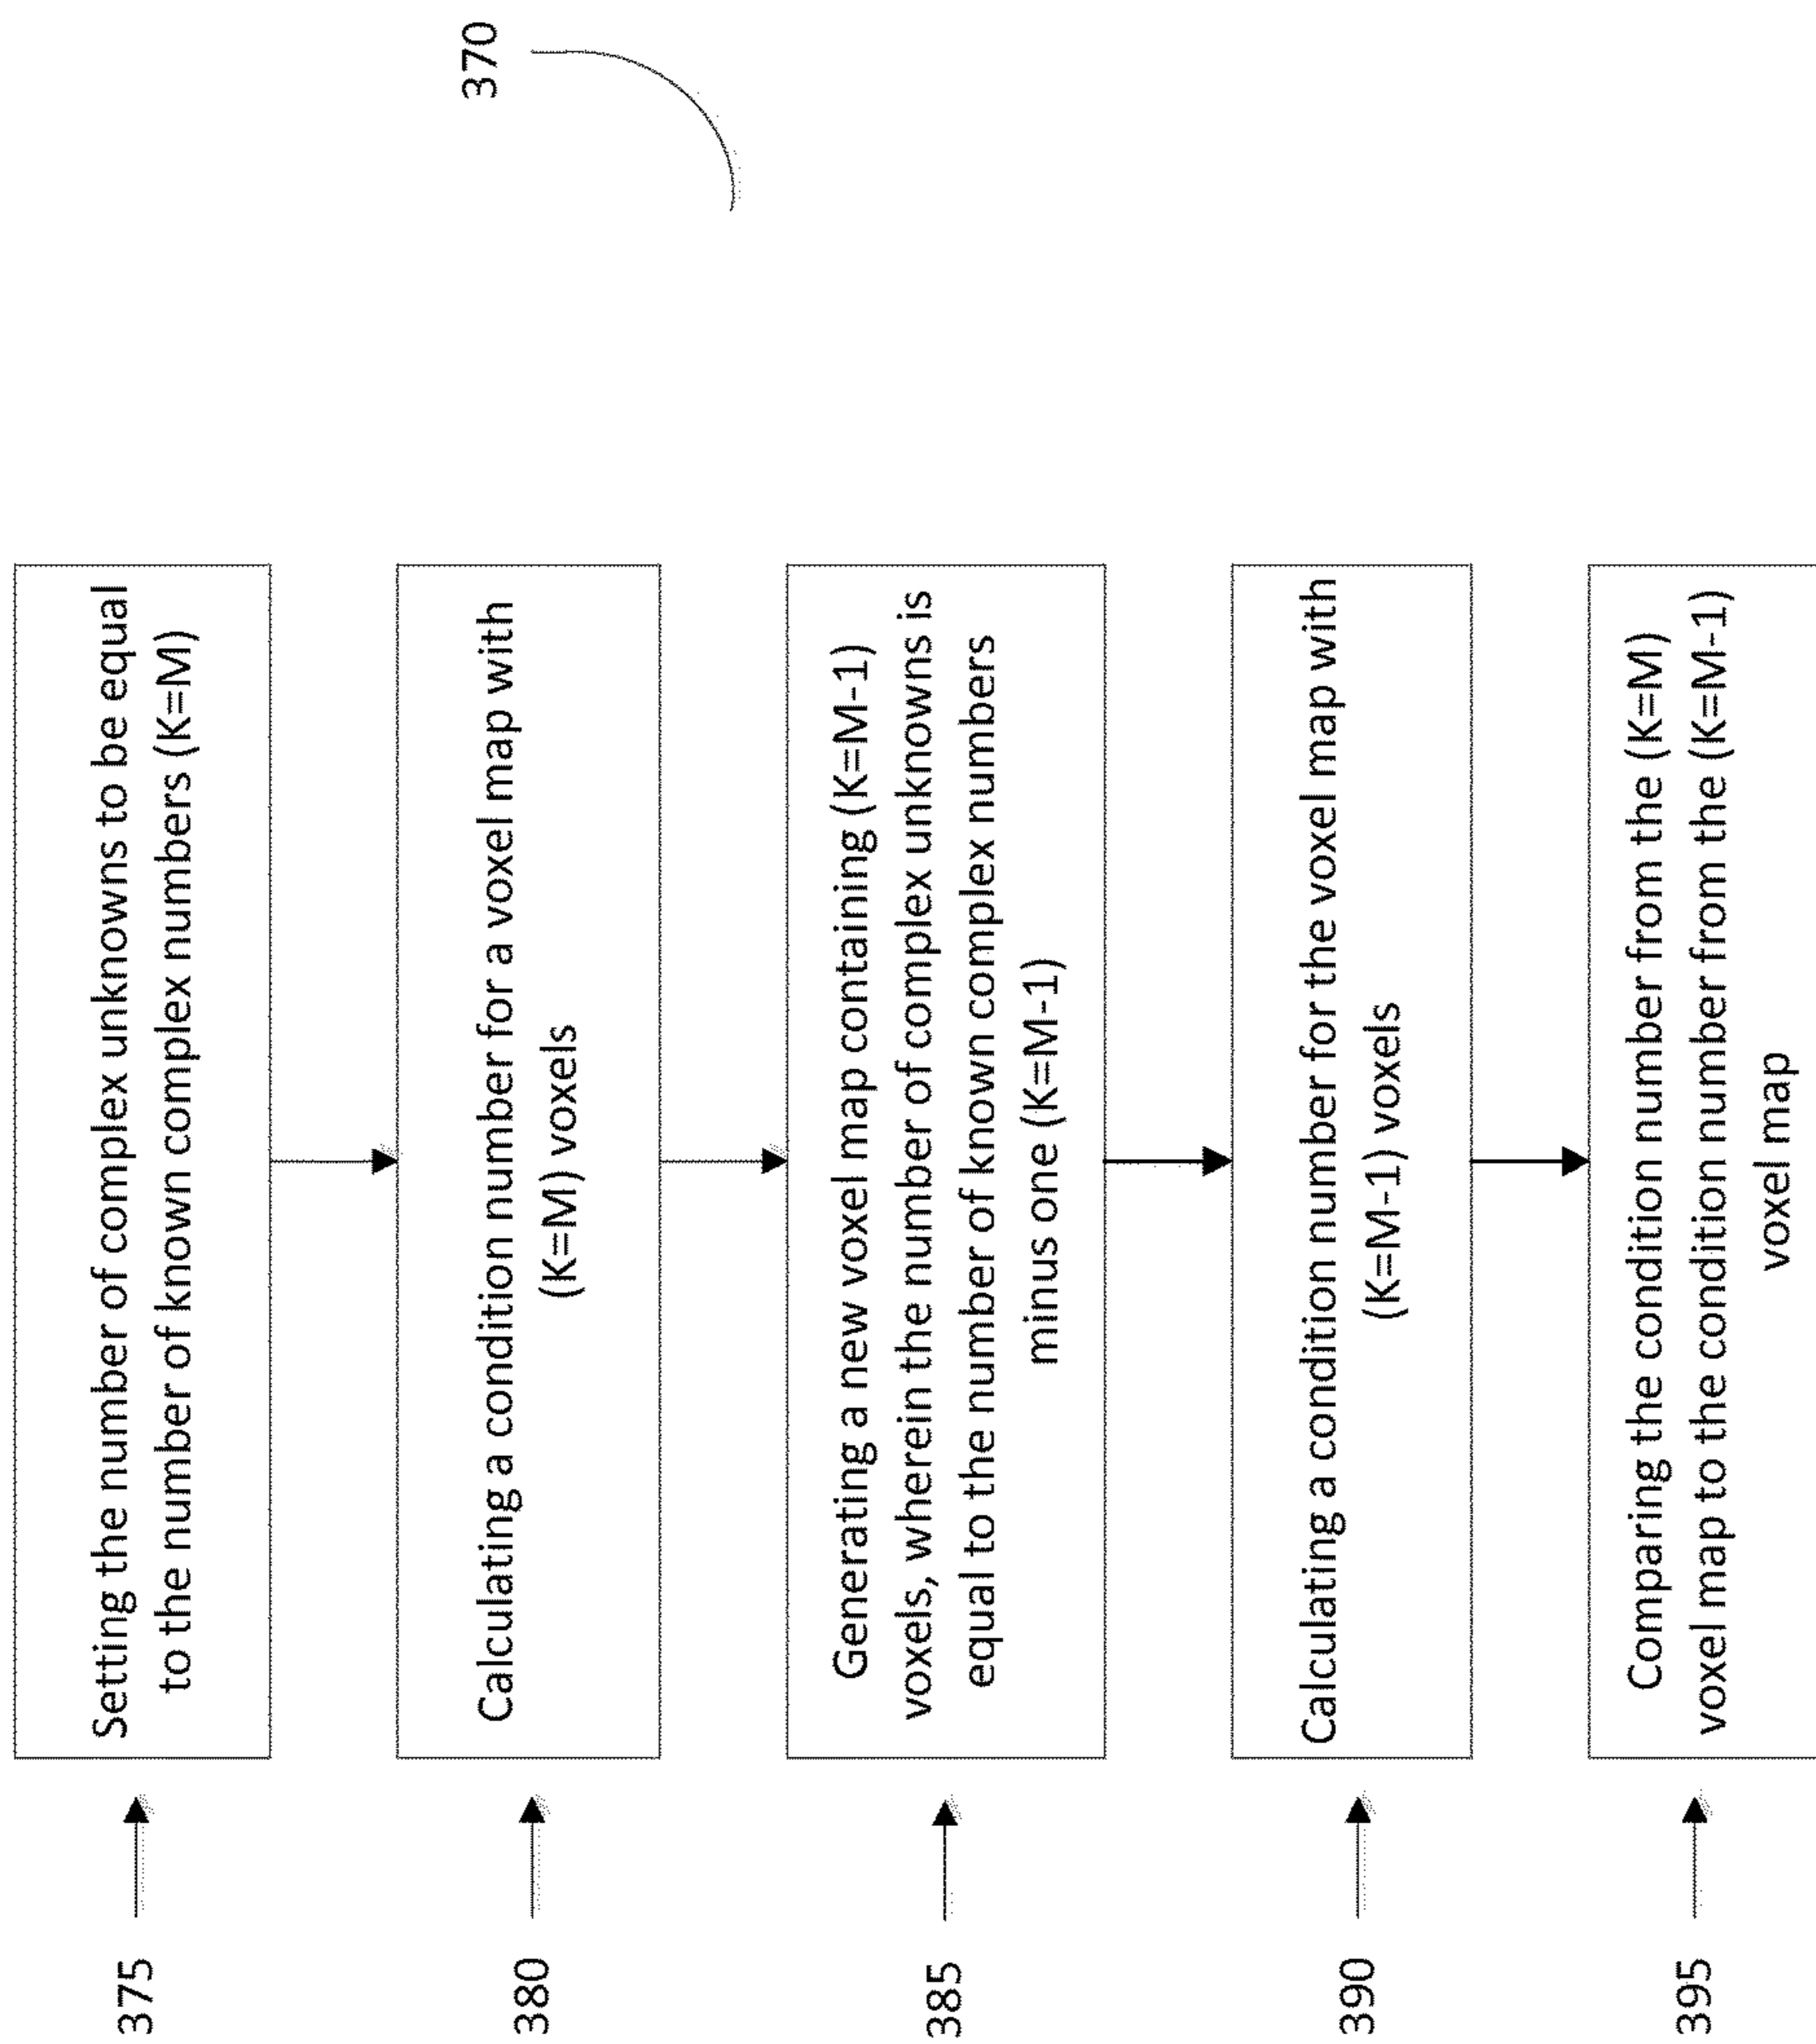 370
375
Setting the number of complex unknowns to be equal
to the number of known complex numbers (K=M)
380
Calculating a condition number for a voxel map with
(K=M) voxels
385
Generating a new voxel map containing (K=M-1)
voxels, wherein the number of complex unknowns is
equal to the number of known complex numbers
minus one (K=M-1)
390
Calculating a condition number for the voxel map with
(K=M-1) voxels
395
Comparing the condition number from the (K=M)
voxel map to the condition number from the (K=M-1)
voxel map